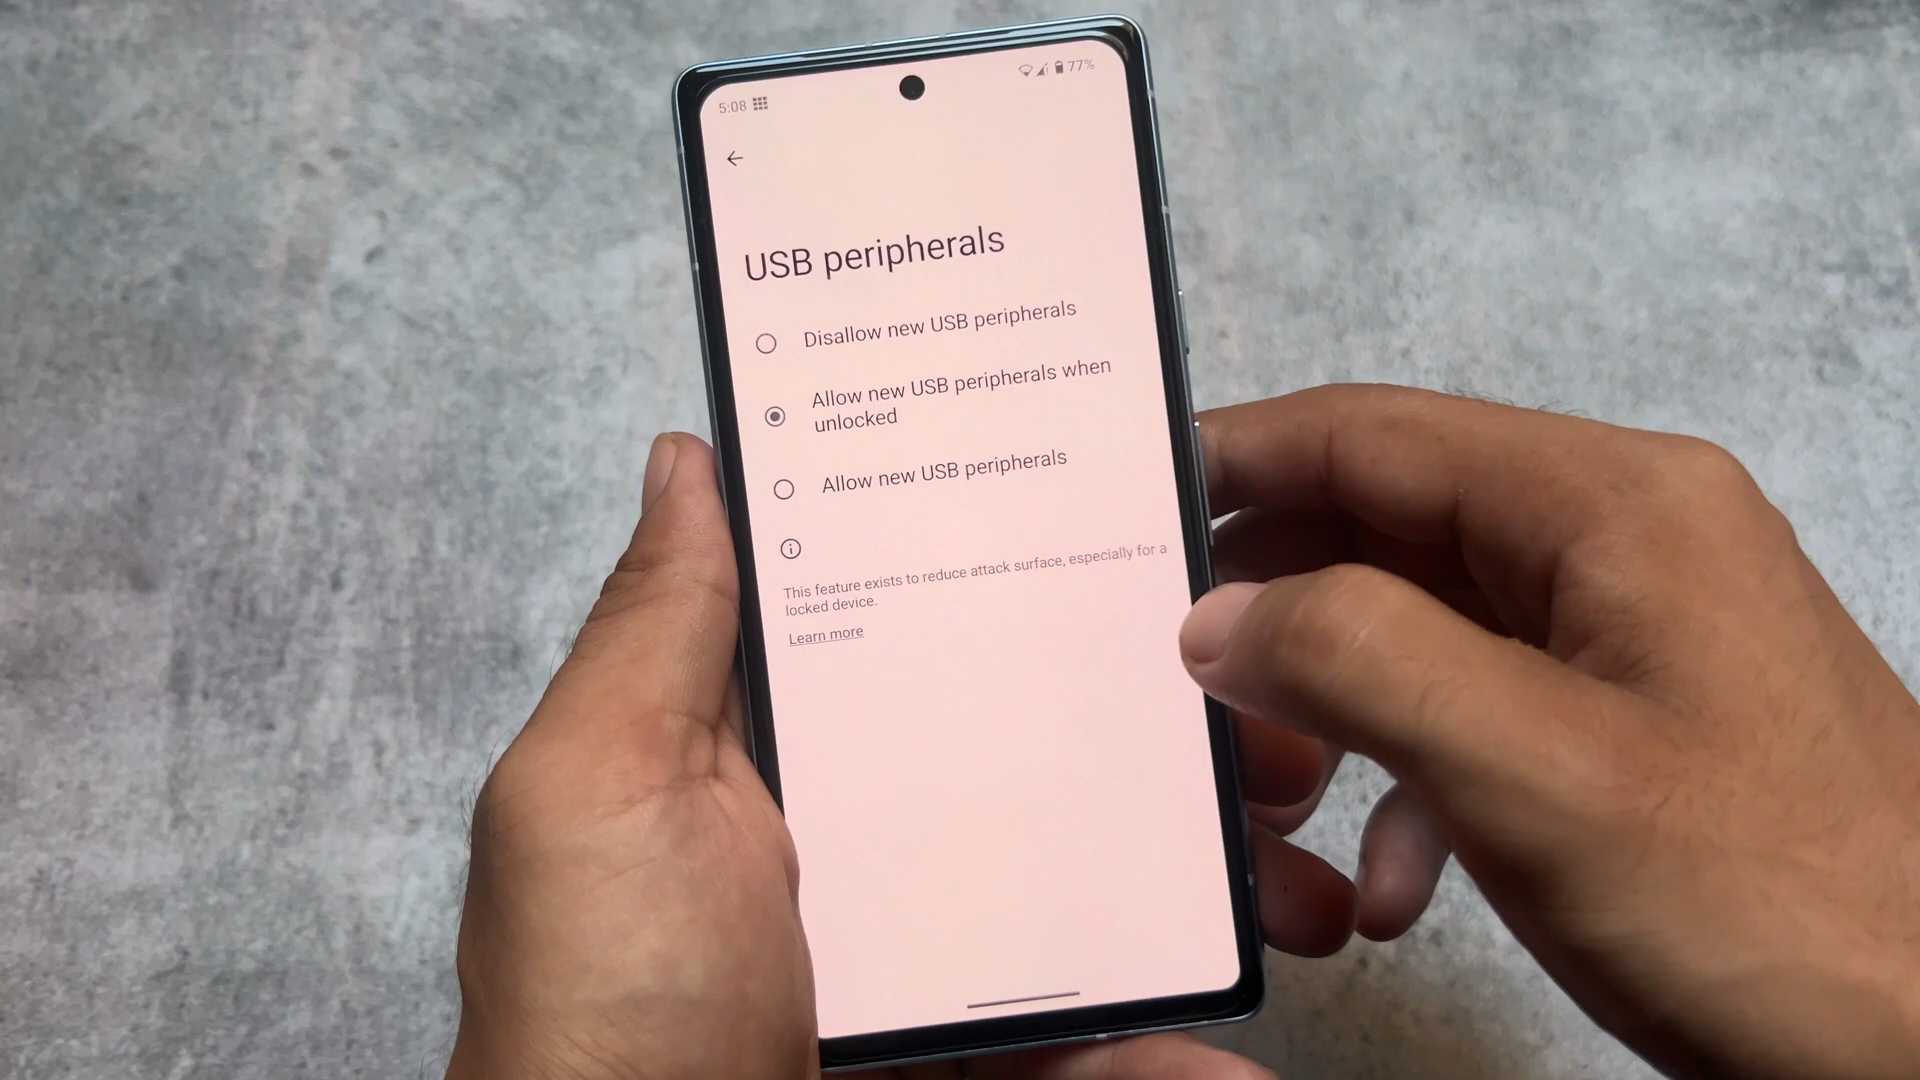 5:08
77%
USB peripherals
Disallow new USB peripherals
Allow new USB peripherals when
unlocked
Allow new USB peripherals
This feature exists to reduce attack surface, especially for a
locked device.
Learn more